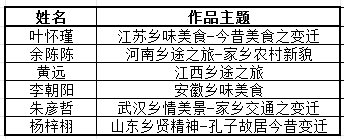 姓名 作品主题
叶怀瑾 江苏乡味美食-今昔美食之变迁
余陈陈 河南乡途之旅-家乡农村新貌
黄远 江西乡途之旅
李朝阳 安徽乡味美食
朱彦哲 武汉乡情美景-家乡交通之变迁
杨梓栩 山东乡贤精神-孔子故居今昔变迁